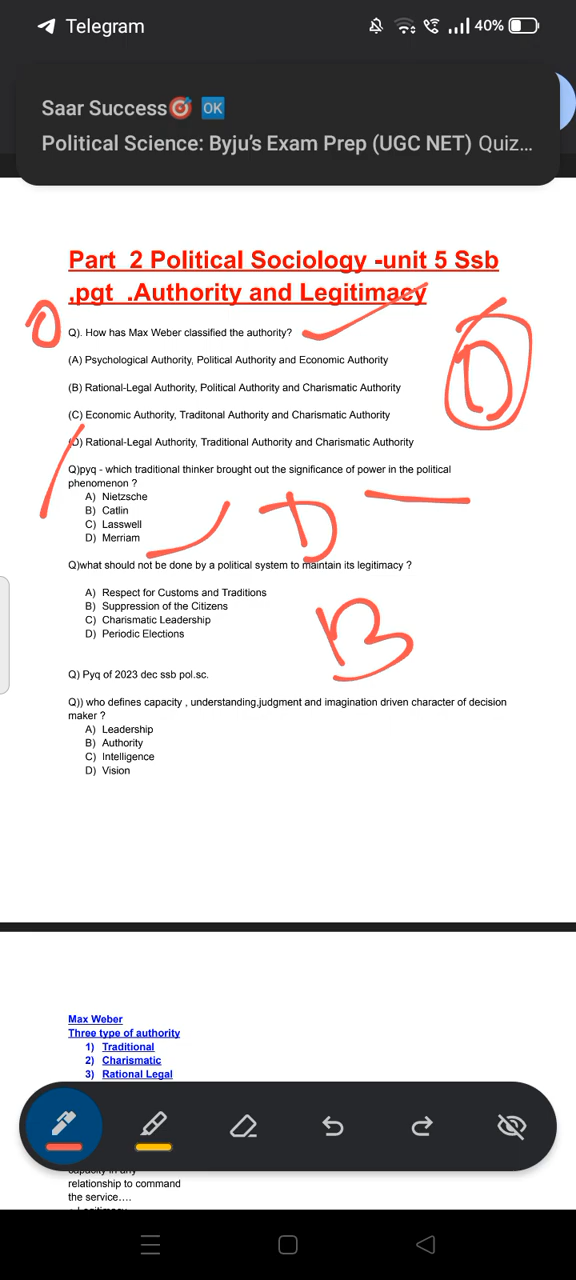 Telegram
40%
Saar Success🎯 🆗
Political Science: Byju's Exam Prep (UGC NET) Quiz...
Part 2 Political Sociology -unit 5 Ssb
,pgt .Authority and Legitimacy
Q). How has Max Weber classified the authority?
(A) Psychological Authority, Political Authority and Economic Authority
(B) Rational-Legal Authority, Political Authority and Charismatic Authority
(C) Economic Authority, Traditonal Authority and Charismatic Authority
(D) Rational-Legal Authority, Traditional Authority and Charismatic Authority
D
Q)pyq - which traditional thinker brought out the significance of power in the political
phenomenon ?
A) Nietzsche
B) Catlin
C) Lasswell
D) Merriam
D
Q)what should not be done by a political system to maintain its legitimacy ?
A) Respect for Customs and Traditions
B) Suppression of the Citizens
C) Charismatic Leadership
D) Periodic Elections
B
Q) Pyq of 2023 dec ssb pol.sc.
Q)) who defines capacity , understanding,judgment and imagination driven character of decision
maker ?
A) Leadership
B) Authority
C) Intelligence
D) Vision
Max Weber
Three type of authority
1) Traditional
2) Charismatic
3) Rational Legal
capacity in any
relationship to command
the service....